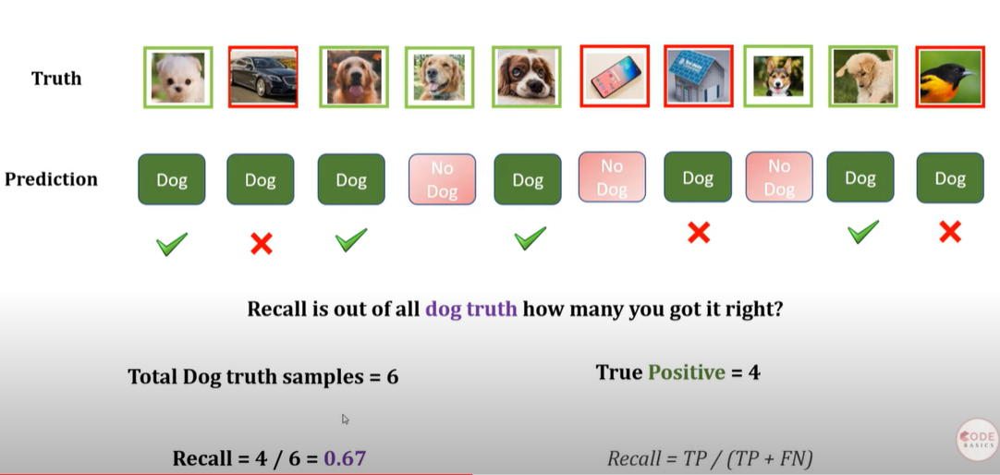 Truth
Prediction
Dog
Dog
Dog
No
Dog
Dog
No
Dog
Dog
No
Dog
Dog
Dog
Recall is out of all dog truth how many you got it right?
Total Dog truth samples = 6
True Positive = 4
Recall = 4 / 6 = 0.67
Recall = TP / (TP + FN)
CODE
BASICS